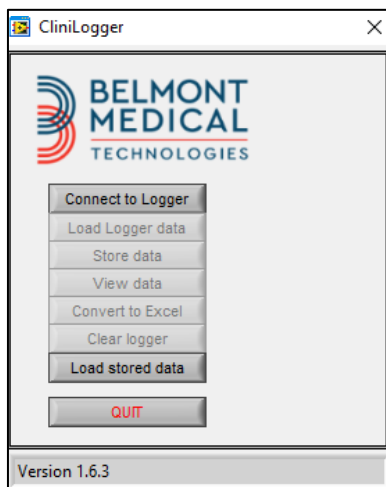 CliniLogger
BELMONT
MEDICAL
TECHNOLOGIES
Connect to Logger
Load Logger data
Store data
View data
Convert to Excel
Clear logger
Load stored data
QUIT
Version 1.6.3